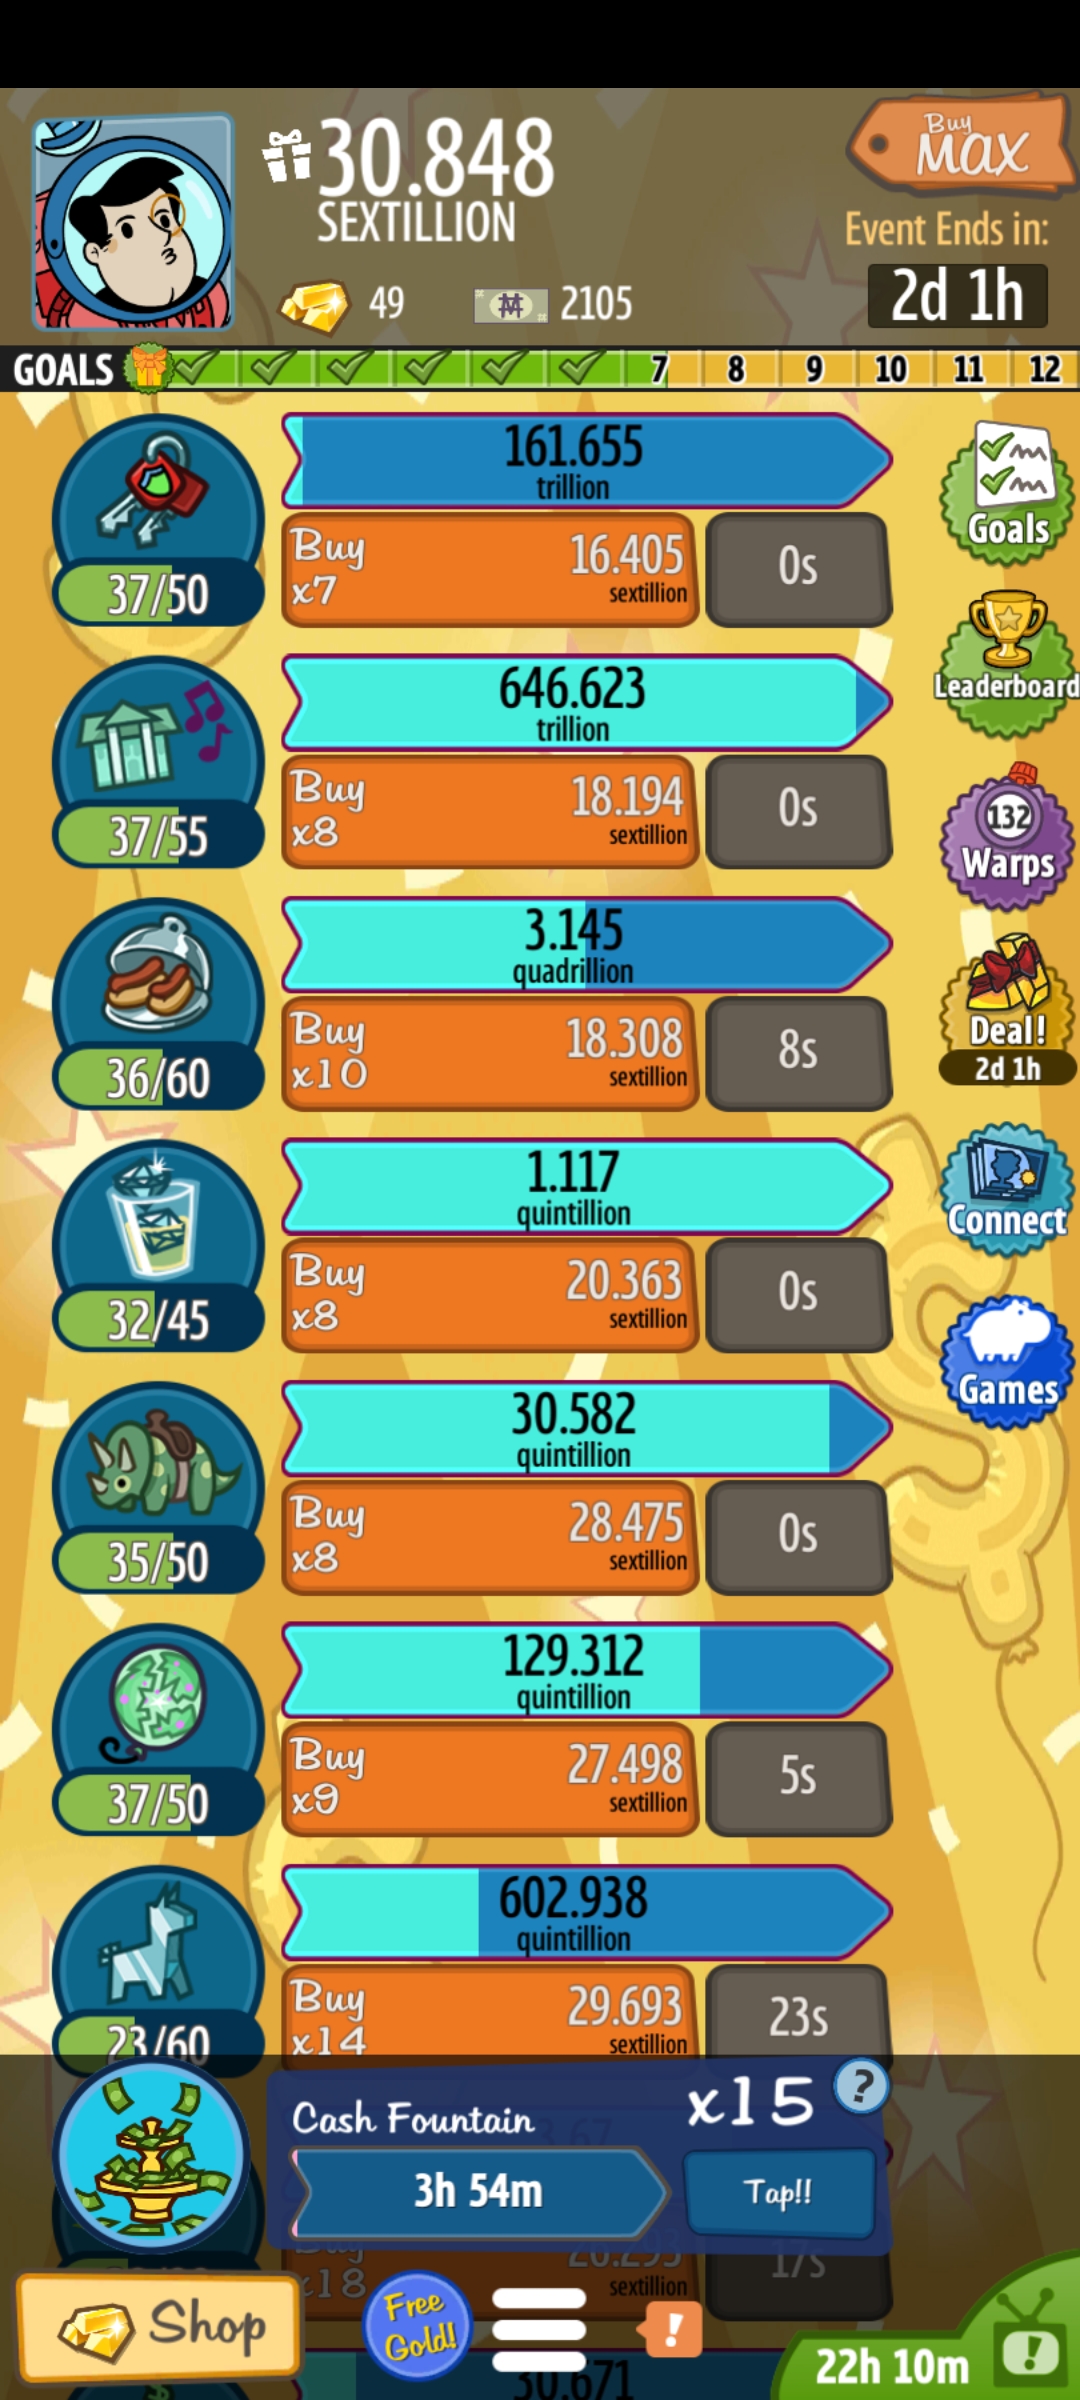 30.848
SEXTILLION
Buy
MAX
Event Ends in:
2d 1h
49
2105
GOALS
7 8 9 10 11 12
161.655
trillion
Buy
x7
16.405
sextillion
0s
37/50
Goals
646.623
trillion
Buy
x8
18.194
sextillion
0s
37/55
Leaderboard
3.145
quadrillion
Buy
x10
18.308
sextillion
8s
36/60
132
Warps
Deal!
2d 1h
1.117
quintillion
Buy
x8
20.363
sextillion
0s
32/45
Connect
30.582
quintillion
Buy
x8
28.475
sextillion
0s
35/50
Games
129.312
quintillion
Buy
x9
27.498
sextillion
5s
37/50
602.938
quintillion
Buy
x14
29.693
sextillion
23s
23/60
Cash Fountain
x15
?
3h 54m
Tap!!
x18
sextillion
17s
Shop
Free
Gold!
!
22h 10m
!
30.671